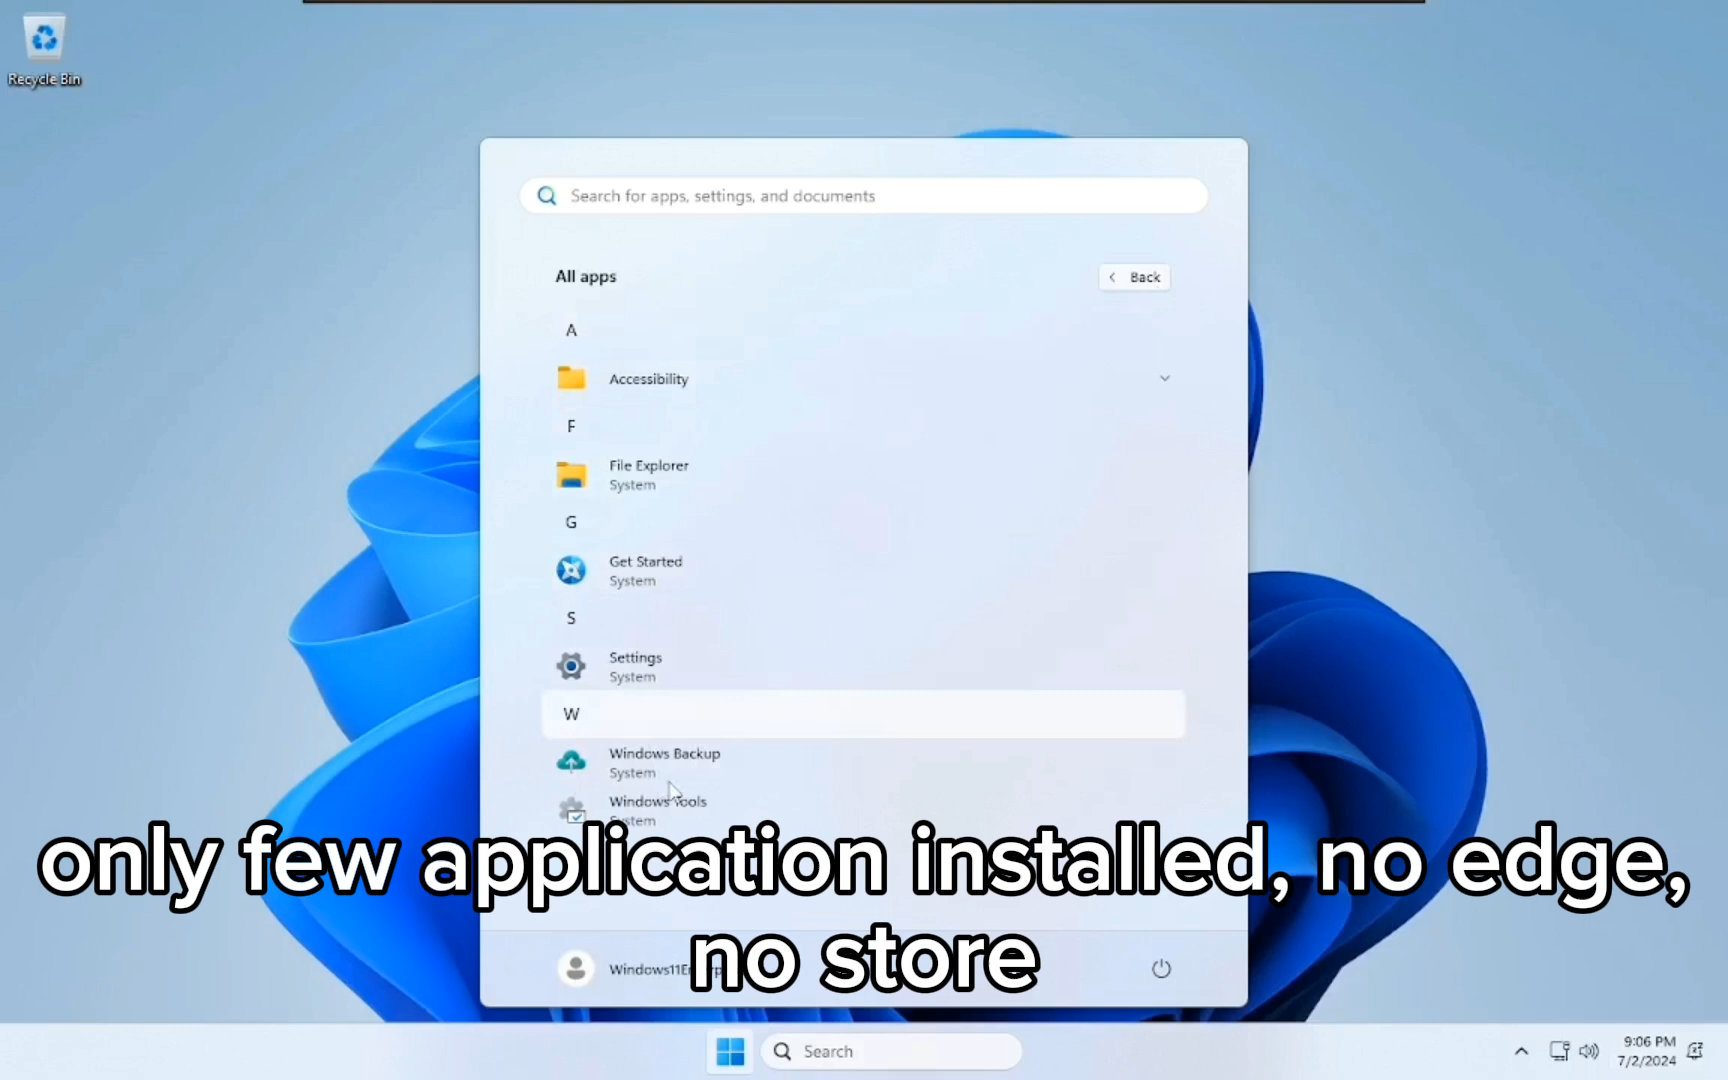 Recycle Bin
Search for apps, settings, and documents
All apps
Back
A
Accessibility
F
File Explorer
System
G
Get Started
System
S
Settings
System
W
Windows Backup
System
Windows Tools
System
only few application installed, no edge,
no store
Search
9:06 PM
7/2/2024